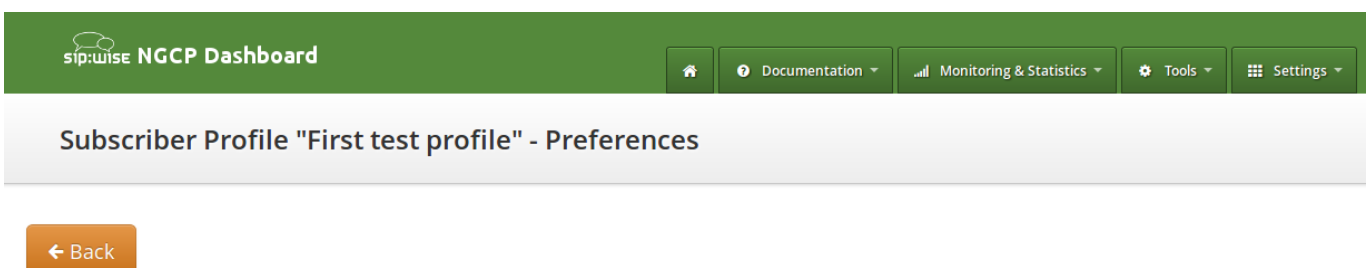 sip:wise NGCP Dashboard
Documentation Monitoring & Statistics Tools Settings
Subscriber Profile "First test profile" - Preferences
Back